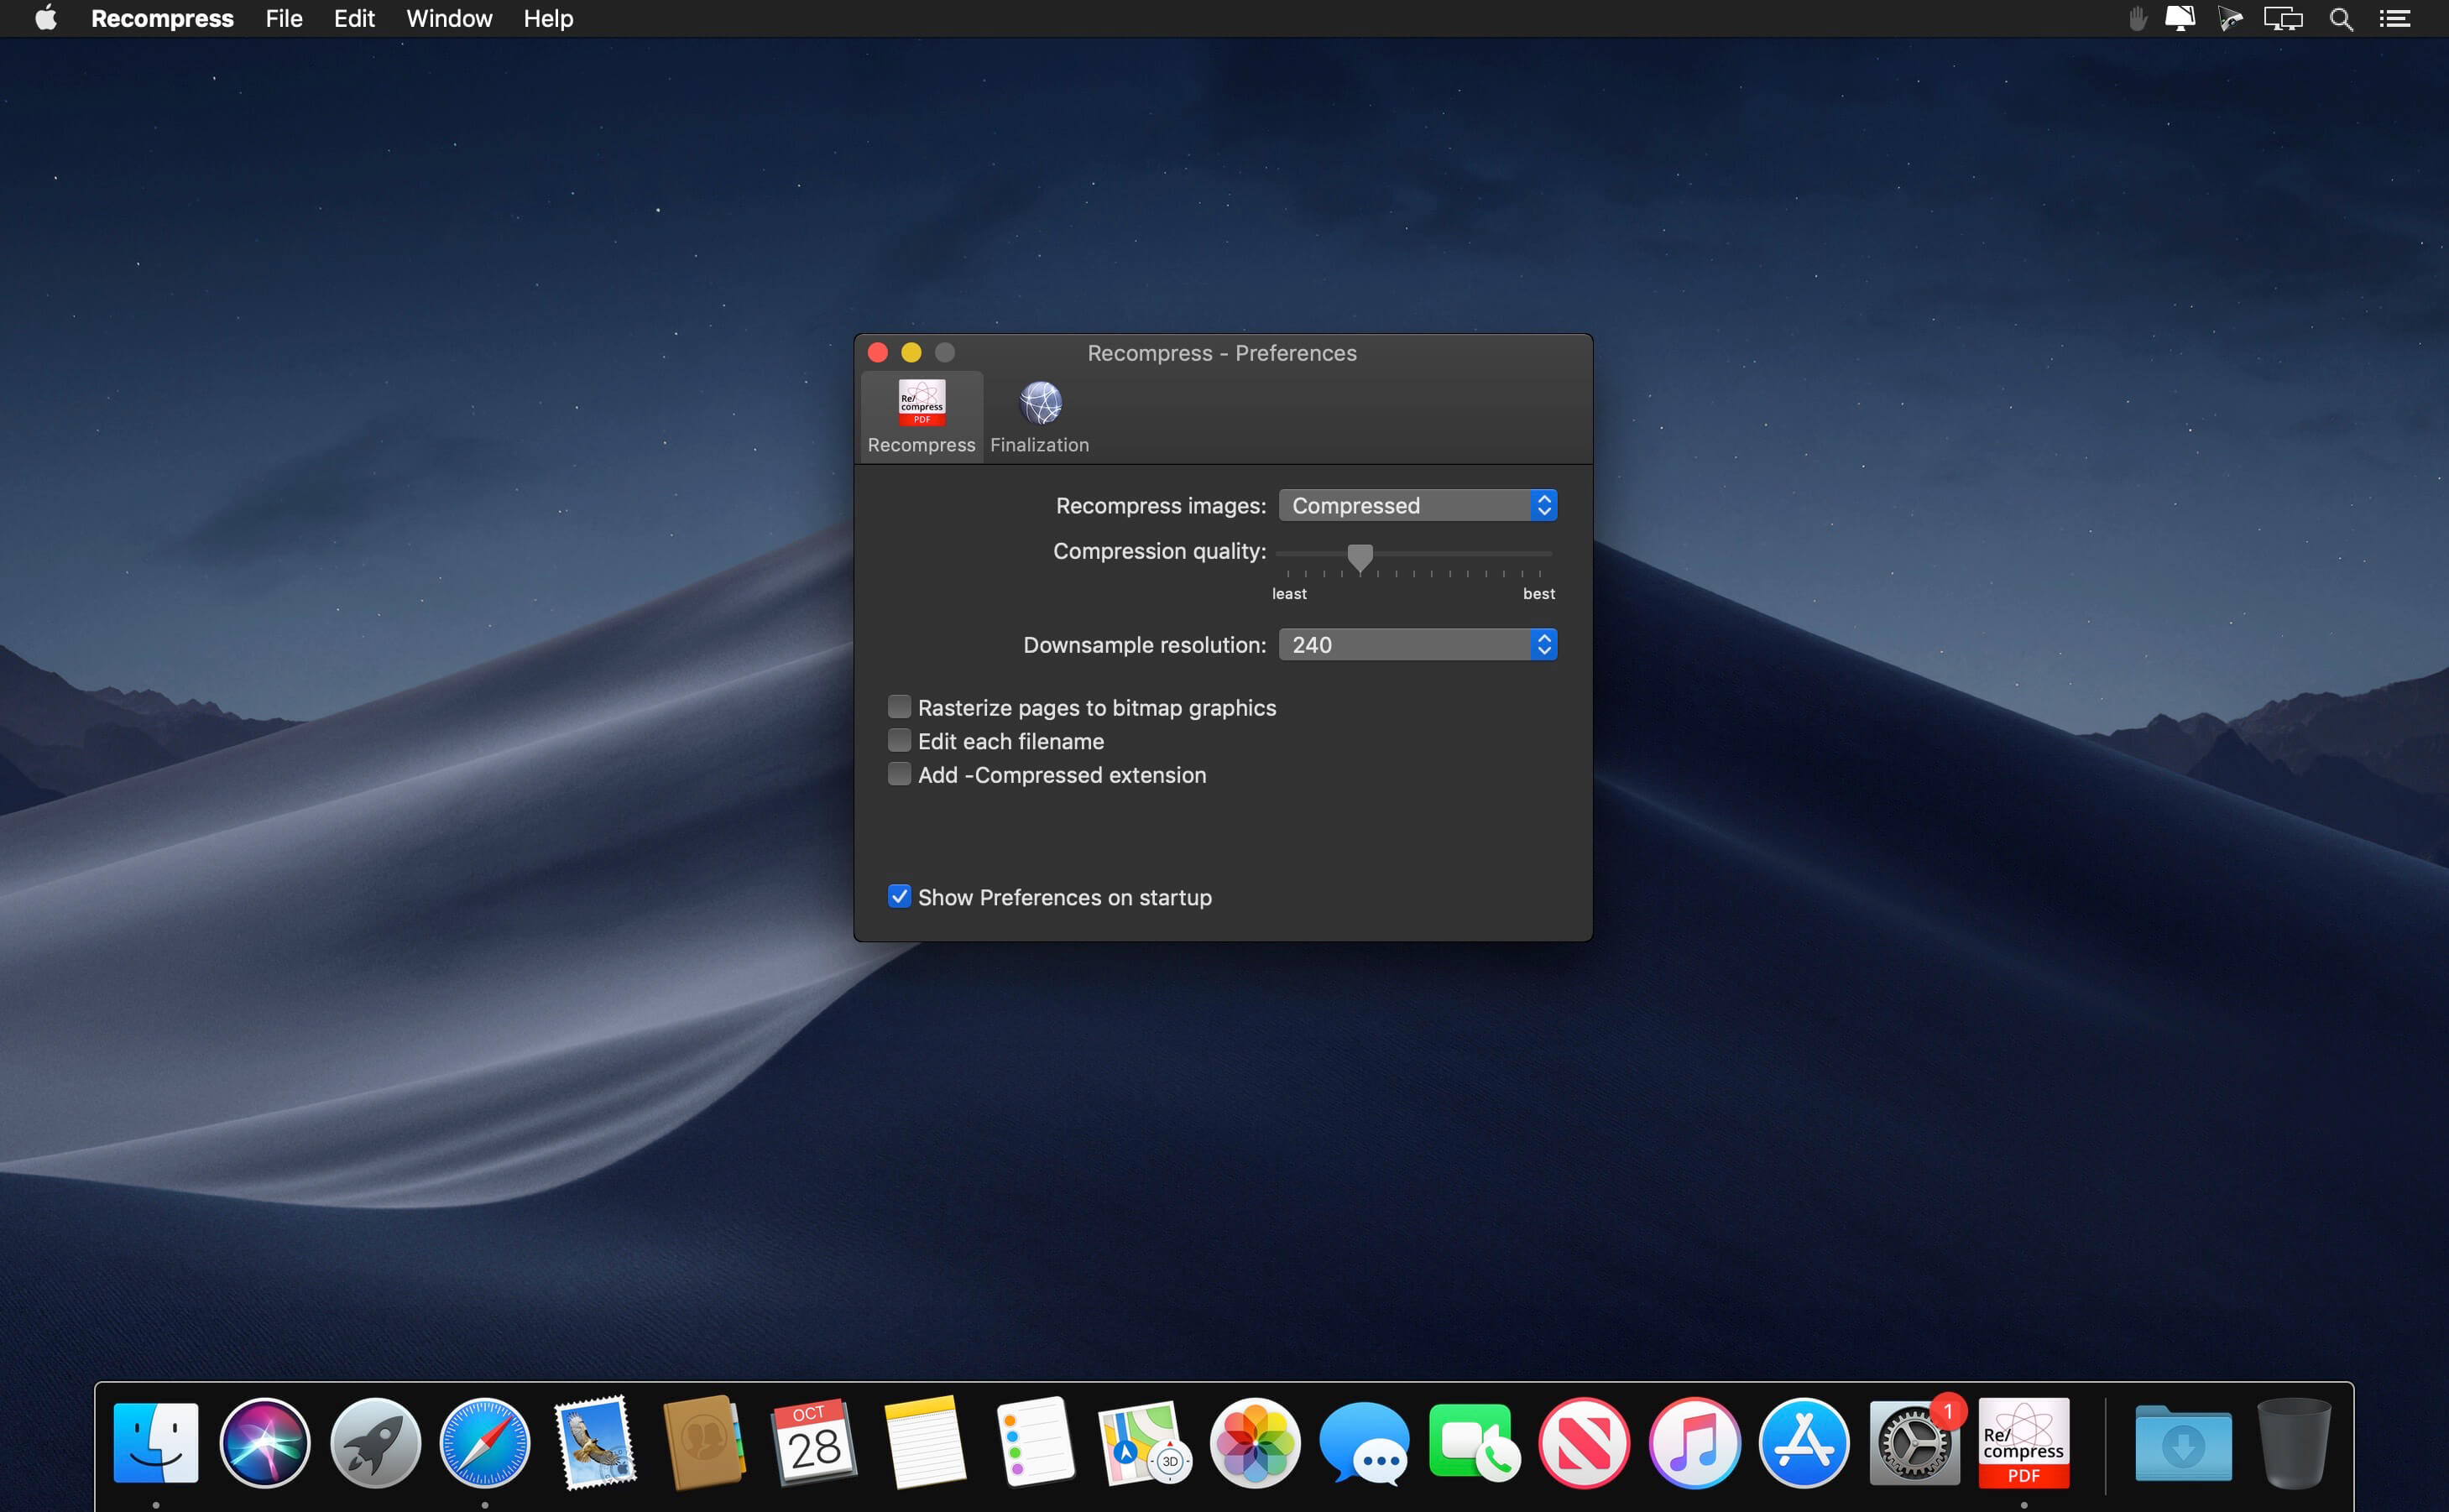 Recompress File Edit Window Help
Recompress - Preferences
Re/
compress
PDF
Recompress Finalization
Recompress images: Compressed
Compression quality:
least best
Downsample resolution: 240
Rasterize pages to bitmap graphics
Edit each filename
Add -Compressed extension
Show Preferences on startup
OCT
28
3D
1
Re/
compress
PDF